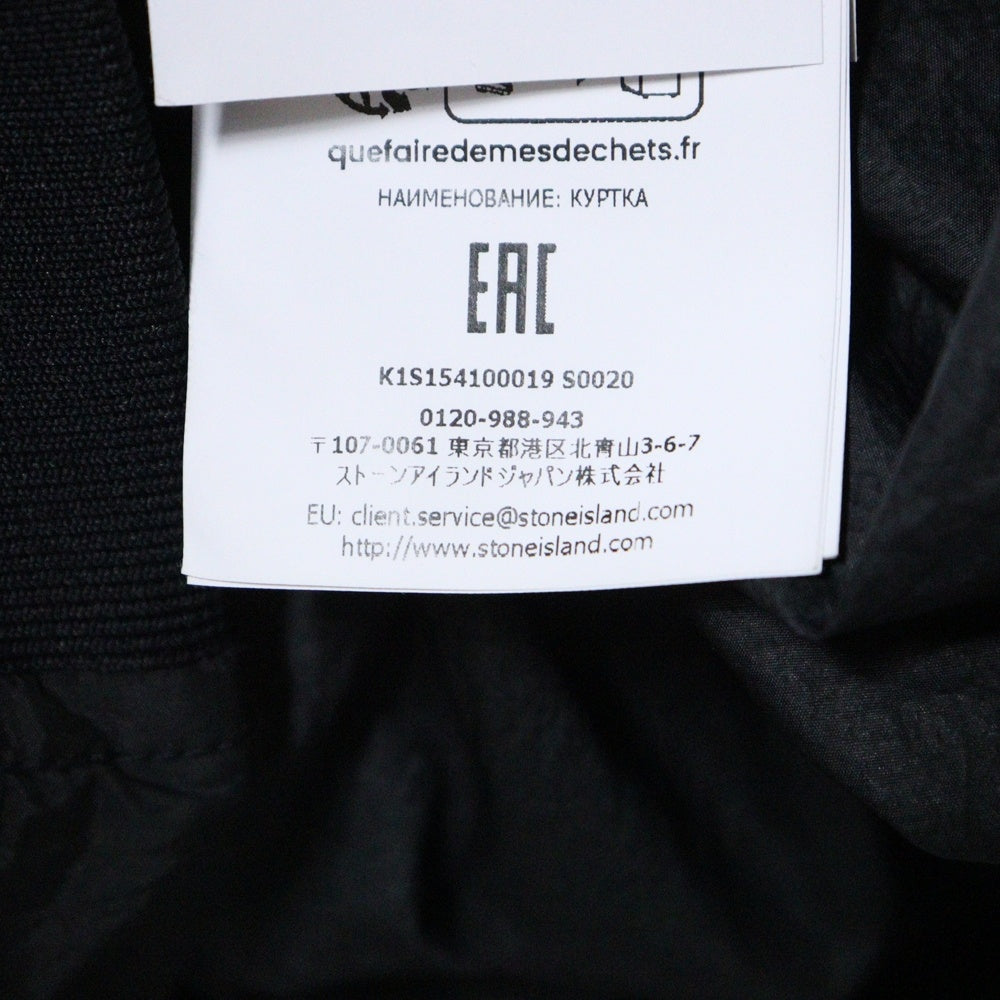 quefairedemesdechets.fr
НАИМЕНОВАНИЕ: КУРТКА
EAC
K1S154100019 S0020
0120-988-943
〒107-0061 東京都港区北青山3-6-7
ストーンアイランドジャパン株式会社
EU: client.service@stoneisland.com
http://www.stoneisland.com